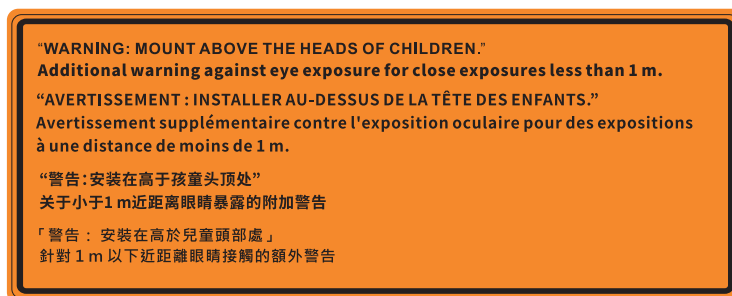 “WARNING: MOUNT ABOVE THE HEADS OF CHILDREN.”
Additional warning against eye exposure for close exposures less than 1 m.
“AVERTISSEMENT : INSTALLER AU-DESSUS DE LA TÊTE DES ENFANTS.”
Avertissement supplémentaire contre l'exposition oculaire pour des expositions
à une distance de moins de 1 m.
“警告:安装在高于孩童头顶处”
关于小于1 m近距离眼睛暴露的附加警告
「警告： 安裝在高於兒童頭部處」
針對 1 m 以下近距離眼睛接觸的額外警告